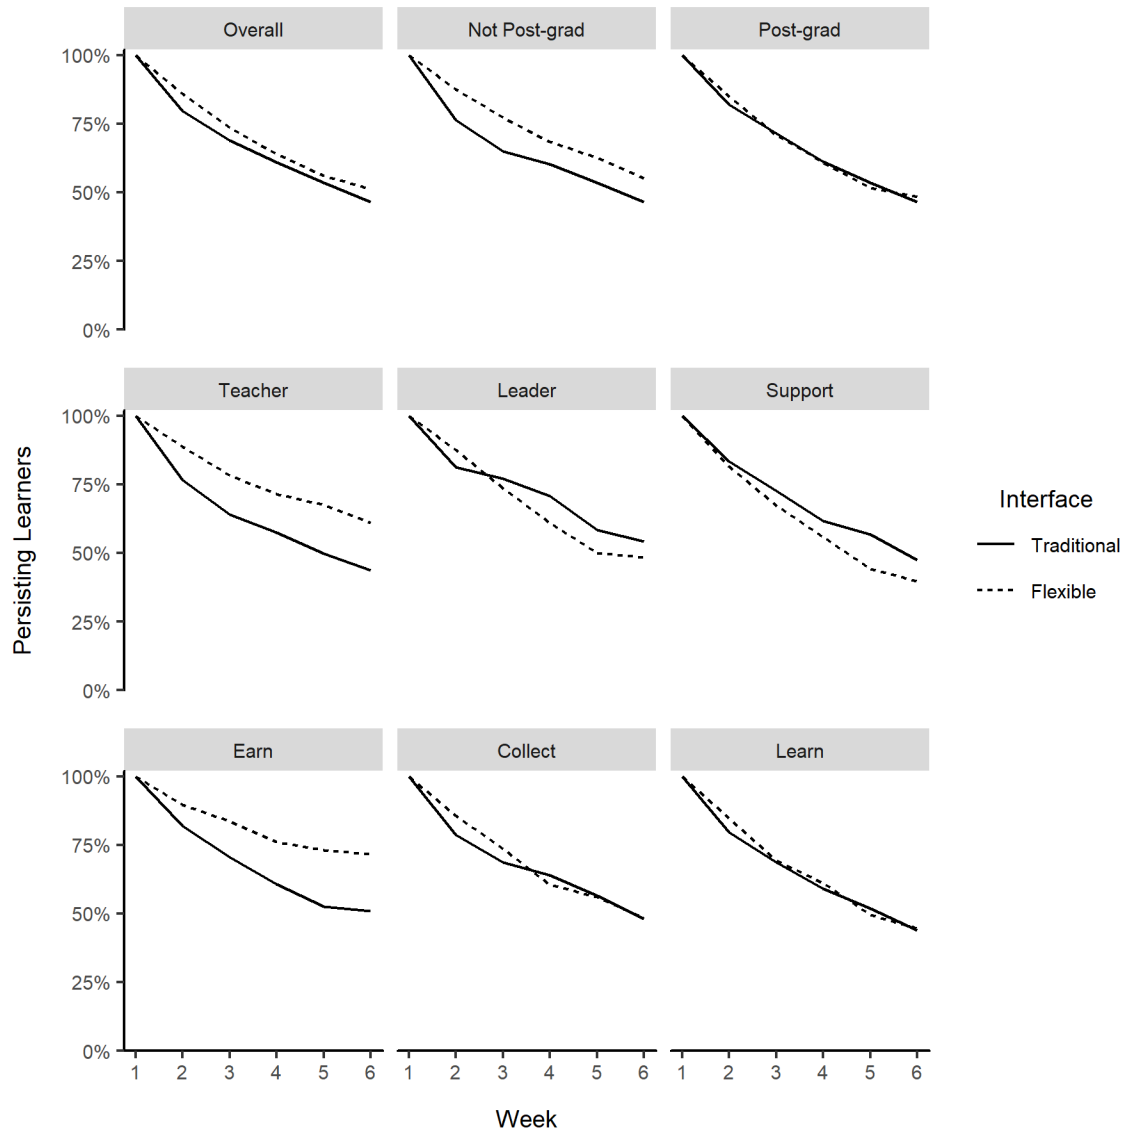 Overall
Not Post-grad
Post-grad
100%
75%
50%
25%
0%
Teacher
Leader
Support
100%
75%
50%
25%
0%
Earn
Collect
Learn
100%
75%
50%
25%
0%
1 2 3 4 5 6
1 2 3 4 5 6
1 2 3 4 5 6
Week
Persisting Learners
Interface
Traditional
Flexible